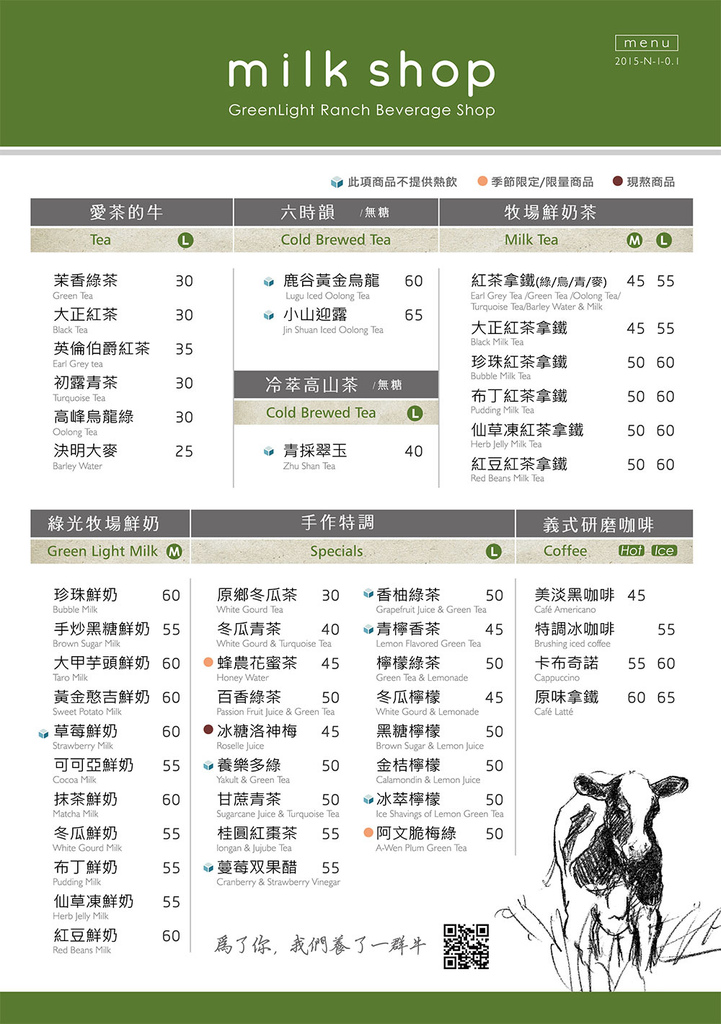 menu
2015-N-1-0.1
milk shop
GreenLight Ranch Beverage Shop
此項商品不提供熱飲 季節限定/限量商品 現熬商品
愛茶的牛
Tea L
茉香綠茶 30
Green Tea
大正紅茶 30
Black Tea
英倫伯爵紅茶 35
Earl Grey tea
初露青茶 30
Turquoise Tea
高峰烏龍綠 30
Oolong Tea
決明大麥 25
Barley Water
六時韻 /無糖
Cold Brewed Tea
鹿谷黃金烏龍 60
Lugu Iced Oolong Tea
小山迎露 65
Jin Shuan Iced Oolong Tea
冷萃高山茶 /無糖
Cold Brewed Tea L
青採翠玉 40
Zhu Shan Tea
牧場鮮奶茶
Milk Tea M L
紅茶拿鐵(綠/烏/青/麥) 45 55
Earl Grey Tea /Green Tea /Oolong Tea/
Turquoise Tea/Barley Water & Milk
大正紅茶拿鐵 45 55
Black Milk Tea
珍珠紅茶拿鐵 50 60
Bubble Milk Tea
布丁紅茶拿鐵 50 60
Pudding Milk Tea
仙草凍紅茶拿鐵 50 60
Herb Jelly Milk Tea
紅豆紅茶拿鐵 50 60
Red Beans Milk Tea
綠光牧場鮮奶
Green Light Milk M
珍珠鮮奶 60
Bubble Milk
手炒黑糖鮮奶 55
Brown Sugar Milk
大甲芋頭鮮奶 60
Taro Milk
黃金憨吉鮮奶 60
Sweet Potato Milk
草莓鮮奶 60
Strawberry Milk
可可亞鮮奶 55
Cocoa Milk
抹茶鮮奶 60
Matcha Milk
冬瓜鮮奶 55
White Gourd Milk
布丁鮮奶 55
Pudding Milk
仙草凍鮮奶 55
Herb Jelly Milk
紅豆鮮奶 60
Red Beans Milk
手作特調
Specials L
原鄉冬瓜茶 30
White Gourd Tea
冬瓜青茶 40
White Gourd & Turquoise Tea
蜂農花蜜茶 45
Honey Water
百香綠茶 50
Passion Fruit Juice & Green Tea
冰糖洛神梅 45
Roselle Juice
養樂多綠 50
Yakult & Green Tea
甘蔗青茶 50
Sugarcane Juice & Turquoise Tea
桂圓紅棗茶 55
longan & Jujube Tea
蔓莓双果醋 55
Cranberry & Strawberry Vinegar
香柚綠茶 50
Grapefruit Juice & Green Tea
青檸香茶 45
Lemon Flavored Green Tea
檸檬綠茶 50
Green Tea & Lemonade
冬瓜檸檬 45
White Gourd & Lemonade
黑糖檸檬 50
Brown Sugar & Lemon Juice
金桔檸檬 50
Calamondin & Lemon Juice
冰萃檸檬 50
Ice Shavings of Lemon Green Tea
阿文脆梅綠 50
A-Wen Plum Green Tea
義式研磨咖啡
Coffee Hot Ice
美淡黑咖啡 45
Café Americano
特調冰咖啡 55
Brushing iced coffee
卡布奇諾 55 60
Cappuccino
原味拿鐵 60 65
Café Latté
為了你, 我們養了一群牛